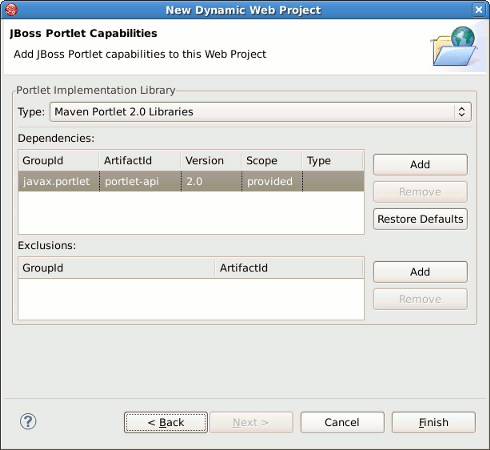 New Dynamic Web Project
JBoss Portlet Capabilities
Add JBoss Portlet capabilities to this Web Project
Portlet Implementation Library
Type: Maven Portlet 2.0 Libraries
Dependencies:
GroupId ArtifactId Version Scope Type
javax.portlet portlet-api 2.0 provided
Add
Remove
Restore Defaults
Exclusions:
GroupId ArtifactId
Add
Remove
? < Back Next > Cancel Finish